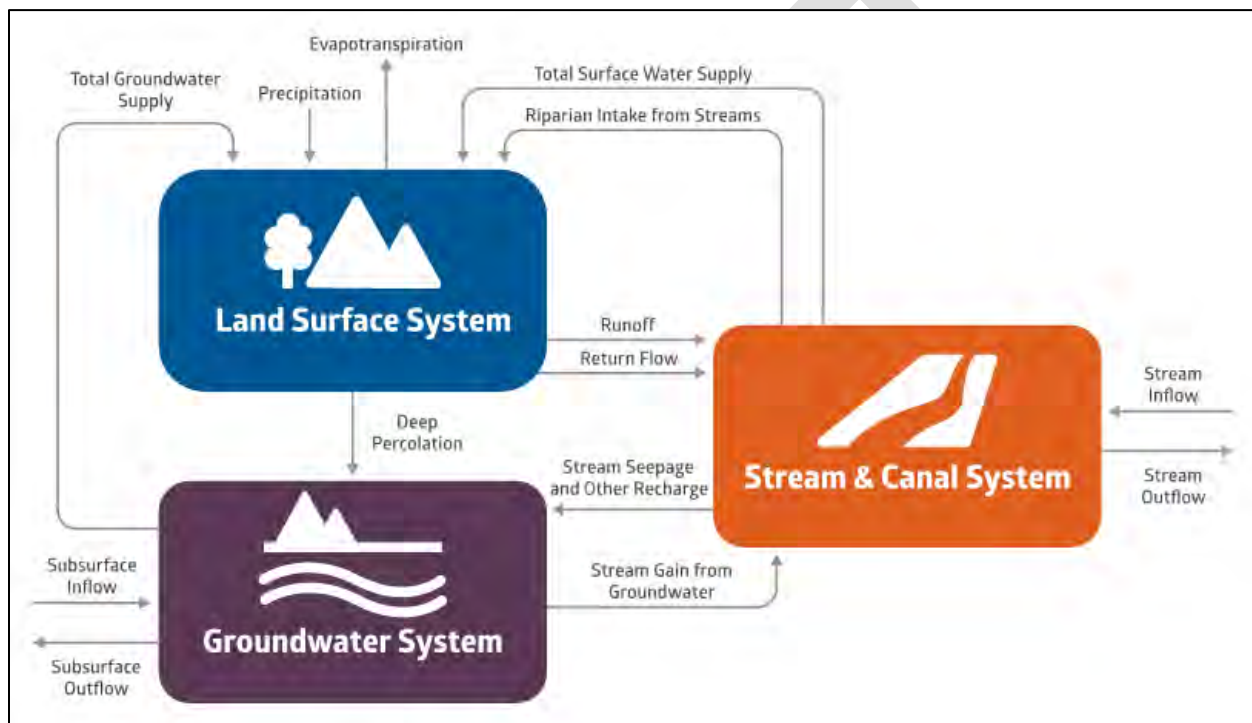 Evapotranspiration
Total Groundwater
Supply
Precipitation
Total Surface Water Supply
Riparian Intake from Streams
Land Surface System
Runoff
Return Flow
Deep
Percolation
Stream
Inflow
Stream & Canal System
Stream
Outflow
Stream Seepage
and Other Recharge
Subsurface
Inflow
Stream Gain from
Groundwater
Groundwater System
Subsurface
Outflow